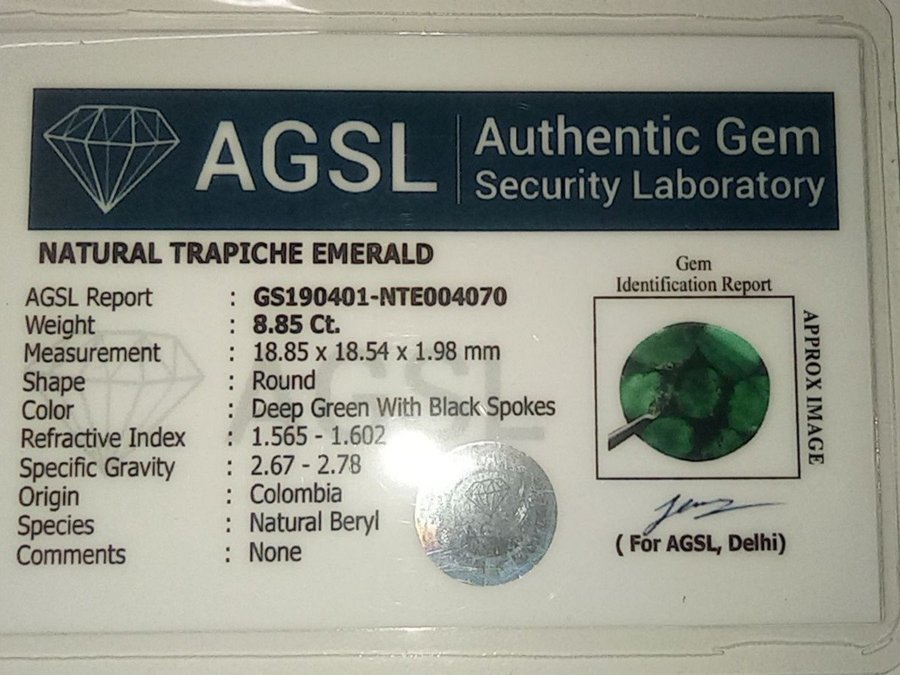 AGSL
Authentic Gem
Security Laboratory
NATURAL TRAPICHE EMERALD
AGSL Report : GS190401-NTE004070
Weight : 8.85 Ct.
Measurement : 18.85 x 18.54 x 1.98 mm
Shape : Round
Color : Deep Green With Black Spokes
Refractive Index : 1.565 - 1.602
Specific Gravity : 2.67 - 2.78
Origin : Colombia
Species : Natural Beryl
Comments : None
Gem
Identification Report
APPROX IMAGE
( For AGSL, Delhi)
AGSL
AGSL